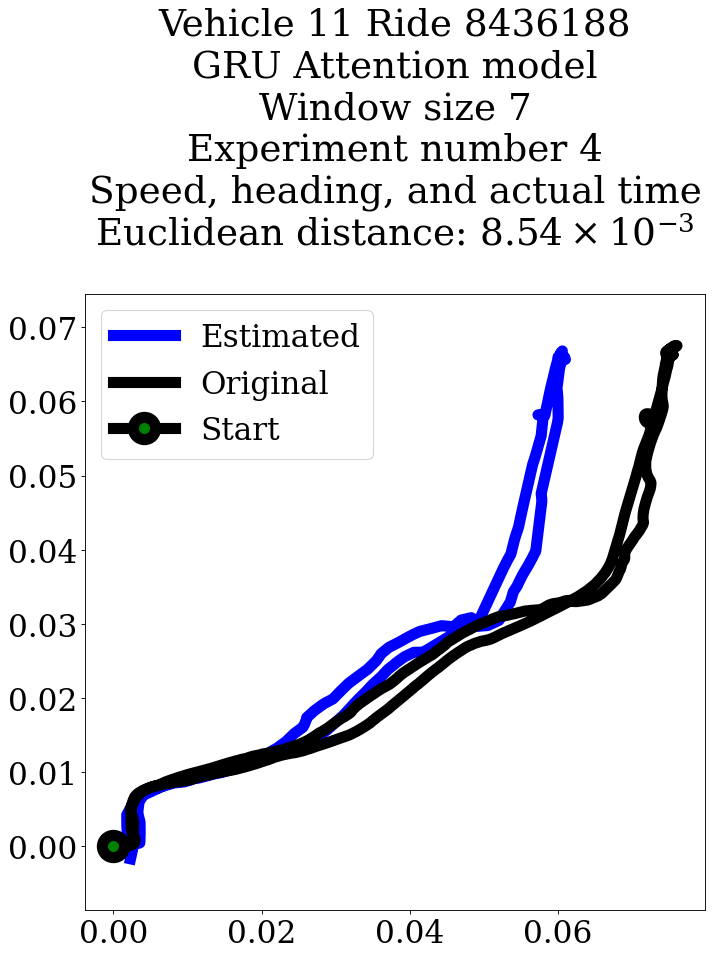 Vehicle 11 Ride 8436188
GRU Attention model
Window size 7
Experiment number 4
Speed, heading, and actual time
Euclidean distance: 8.54 × 10⁻³
Estimated
Original
Start
0.07
0.06
0.05
0.04
0.03
0.02
0.01
0.00
0.00 0.02 0.04 0.06